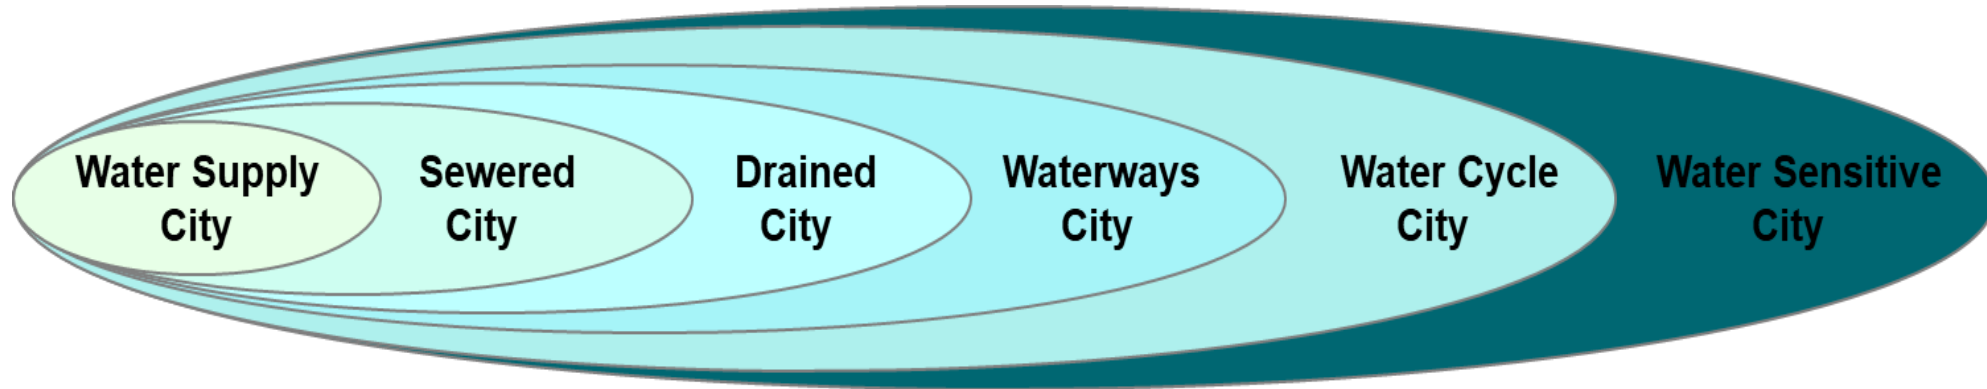 Water Supply
City
Sewered
City
Drained
City
Waterways
City
Water Cycle
City
Water Sensitive
City